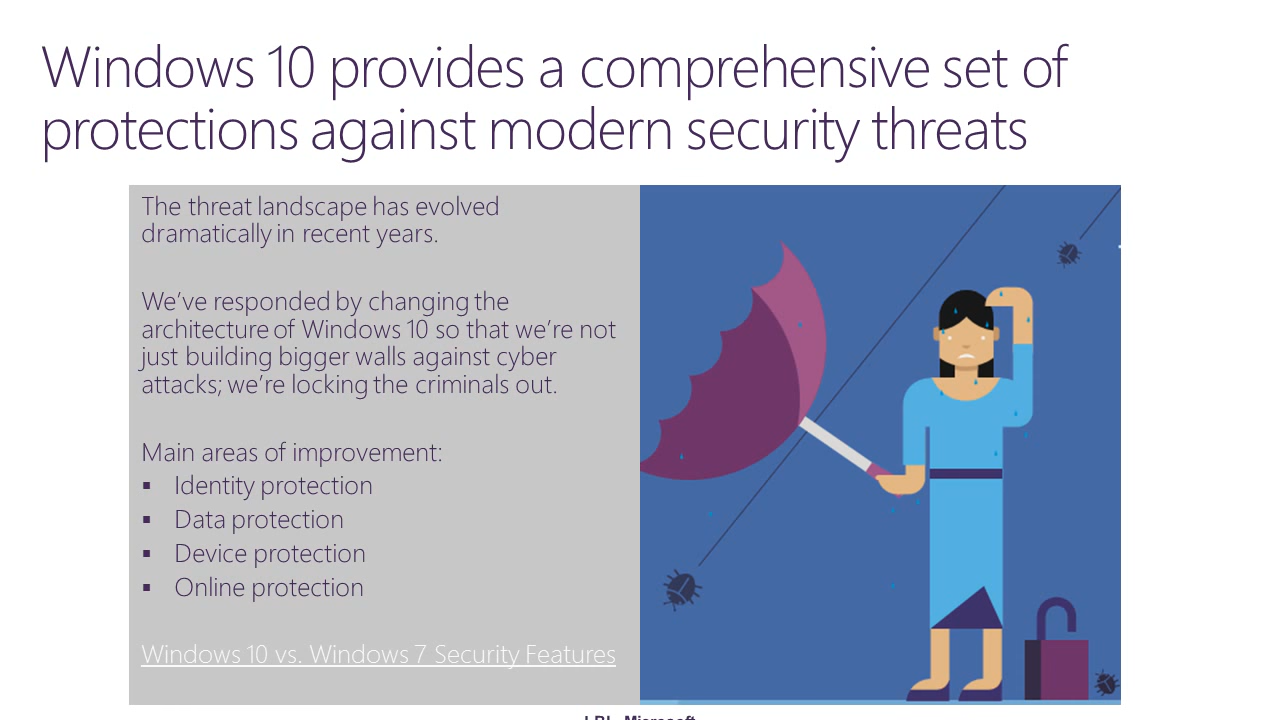 Windows 10 provides a comprehensive set of
protections against modern security threats
The threat landscape has evolved
dramatically in recent years.
We’ve responded by changing the
architecture of Windows 10 so that we’re not
just building bigger walls against cyber
attacks; we’re locking the criminals out.
Main areas of improvement:
▪ Identity protection
▪ Data protection
▪ Device protection
▪ Online protection
Windows 10 vs. Windows 7 Security Features
Microsoft